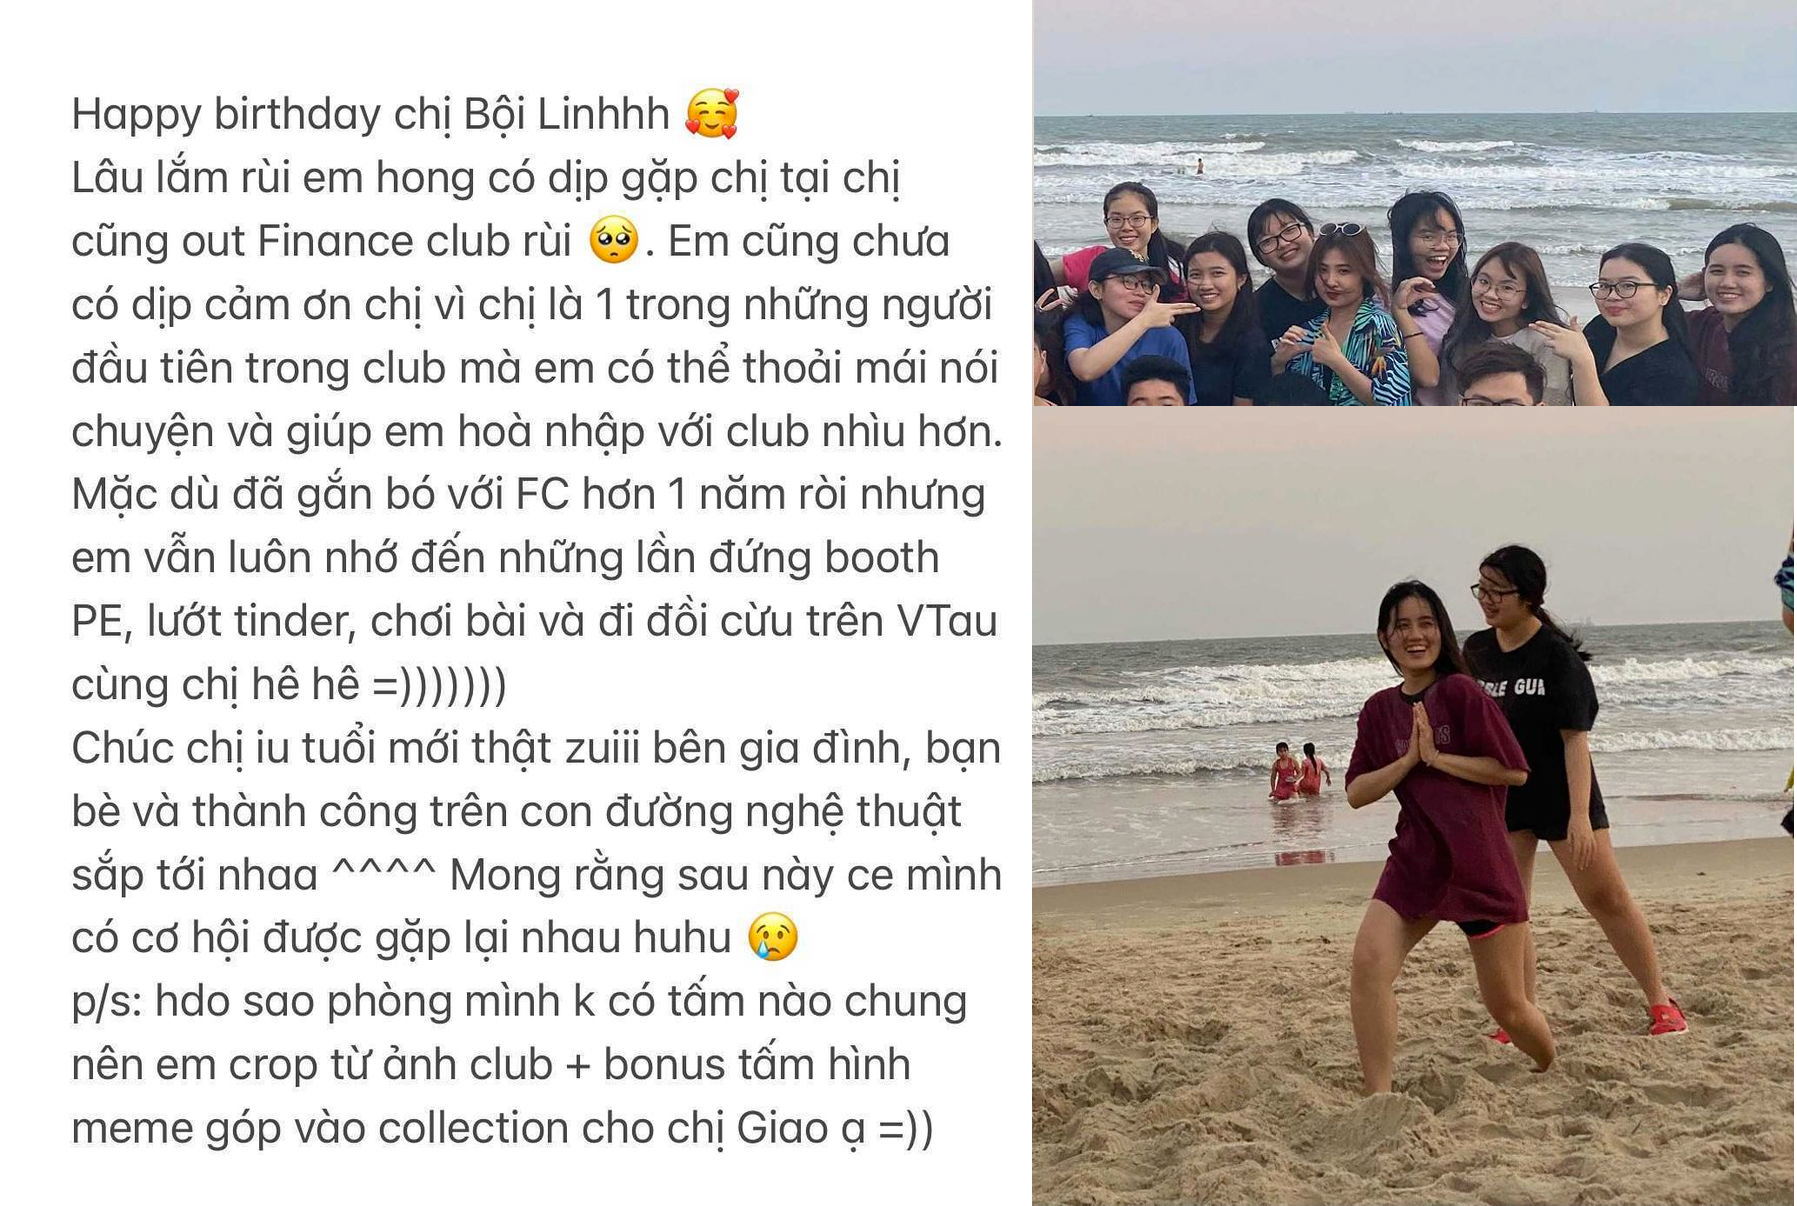 Happy birthday chị Bội Linhhh 🥰
Lâu lắm rùi em hong có dịp gặp chị tại chị
cũng out Finance club rùi 🥺. Em cũng chưa
có dịp cảm ơn chị vì chị là 1 trong những người
đầu tiên trong club mà em có thể thoải mái nói
chuyện và giúp em hoà nhập với club nhìu hơn.
Mặc dù đã gắn bó với FC hơn 1 năm ròi nhưng
em vẫn luôn nhớ đến những lần đứng booth
PE, lướt tinder, chơi bài và đi đồi cừu trên VTau
cùng chị hê hê =)))))))
Chúc chị iu tuổi mới thật zuiii bên gia đình, bạn
bè và thành công trên con đường nghệ thuật
sắp tới nhaa ^^^^ Mong rằng sau này ce mình
có cơ hội được gặp lại nhau huhu 😢
p/s: hdo sao phòng mình k có tấm nào chung
nên em crop từ ảnh club + bonus tấm hình
meme góp vào collection cho chị Giao ạ =))
GUM